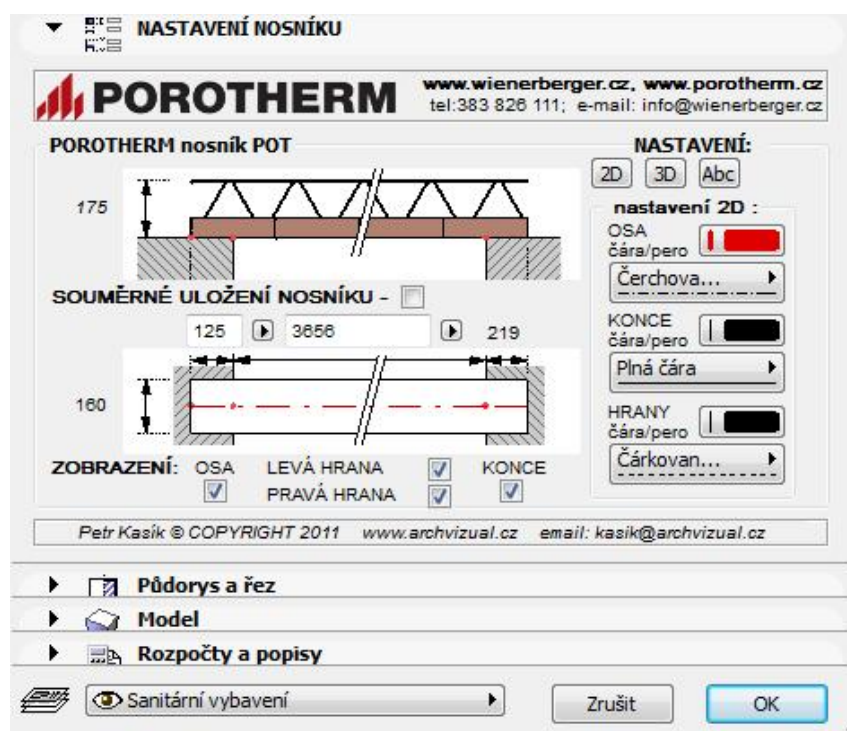 NASTAVENÍ NOSNÍKU
POROTHERM
www.wienerberger.cz, www.porotherm.cz
tel:383 826 111; e-mail: info@wienerberger.cz
POROTHERM nosník POT
NASTAVENÍ:
2D 3D Abc
175
nastavení 2D :
OSA
čára/pero
Čerchova...
SOUMĚRNÉ ULOŽENÍ NOSNÍKU -
125 3656 219
KONCE
čára/pero
Plná čára
160
HRANY
čára/pero
Čárkovan...
ZOBRAZENÍ: OSA LEVÁ HRANA KONCE
PRAVÁ HRANA
Petr Kasík © COPYRIGHT 2011 www.archvizual.cz email: kasik@archvizual.cz
Půdorys a řez
Model
Rozpočty a popisy
Sanitární vybavení Zrušit OK